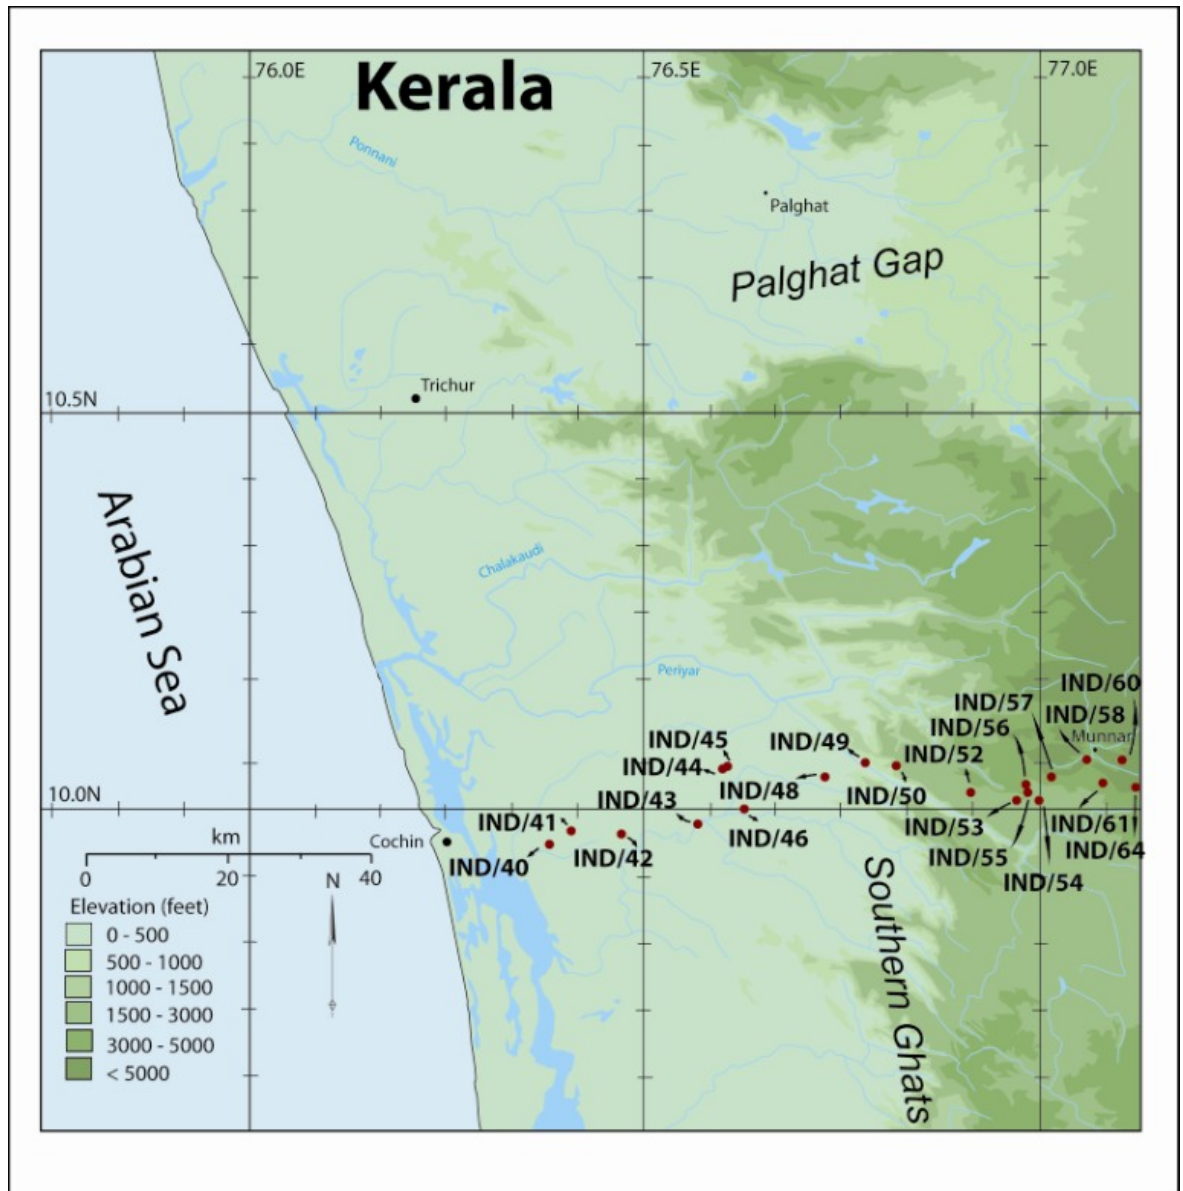 76.0E
76.5E
77.0E
Kerala
Ponnani
Palghat
Palghat Gap
Trichur
10.5N
Arabian Sea
Chalakaudi
Periyar
IND/60
IND/57
IND/58
IND/56
Munnar
IND/45
IND/49
IND/52
IND/44
IND/48
IND/50
IND/43
10.0N
IND/41
IND/53
IND/61
km
Cochin
IND/46
IND/40
IND/42
IND/55
IND/64
0 20 40
N
IND/54
Southern Ghats
Elevation (feet)
0 - 500
500 - 1000
1000 - 1500
1500 - 3000
3000 - 5000
< 5000